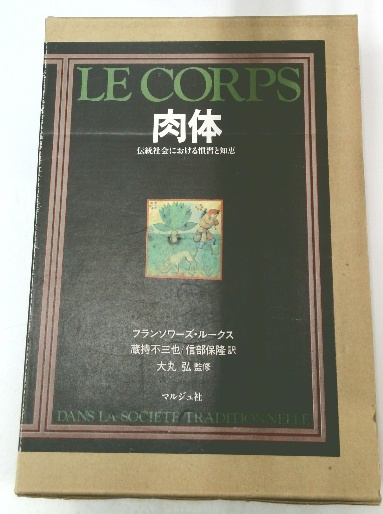 LE CORPS
肉体
伝統社会における慣習と知恵
フランソワーズ・ルークス
蔵持不三也/信部保隆 訳
大丸 弘 監修
マルジュ社
DANS LA SOCIÉTÉ TRADITIONNELLE